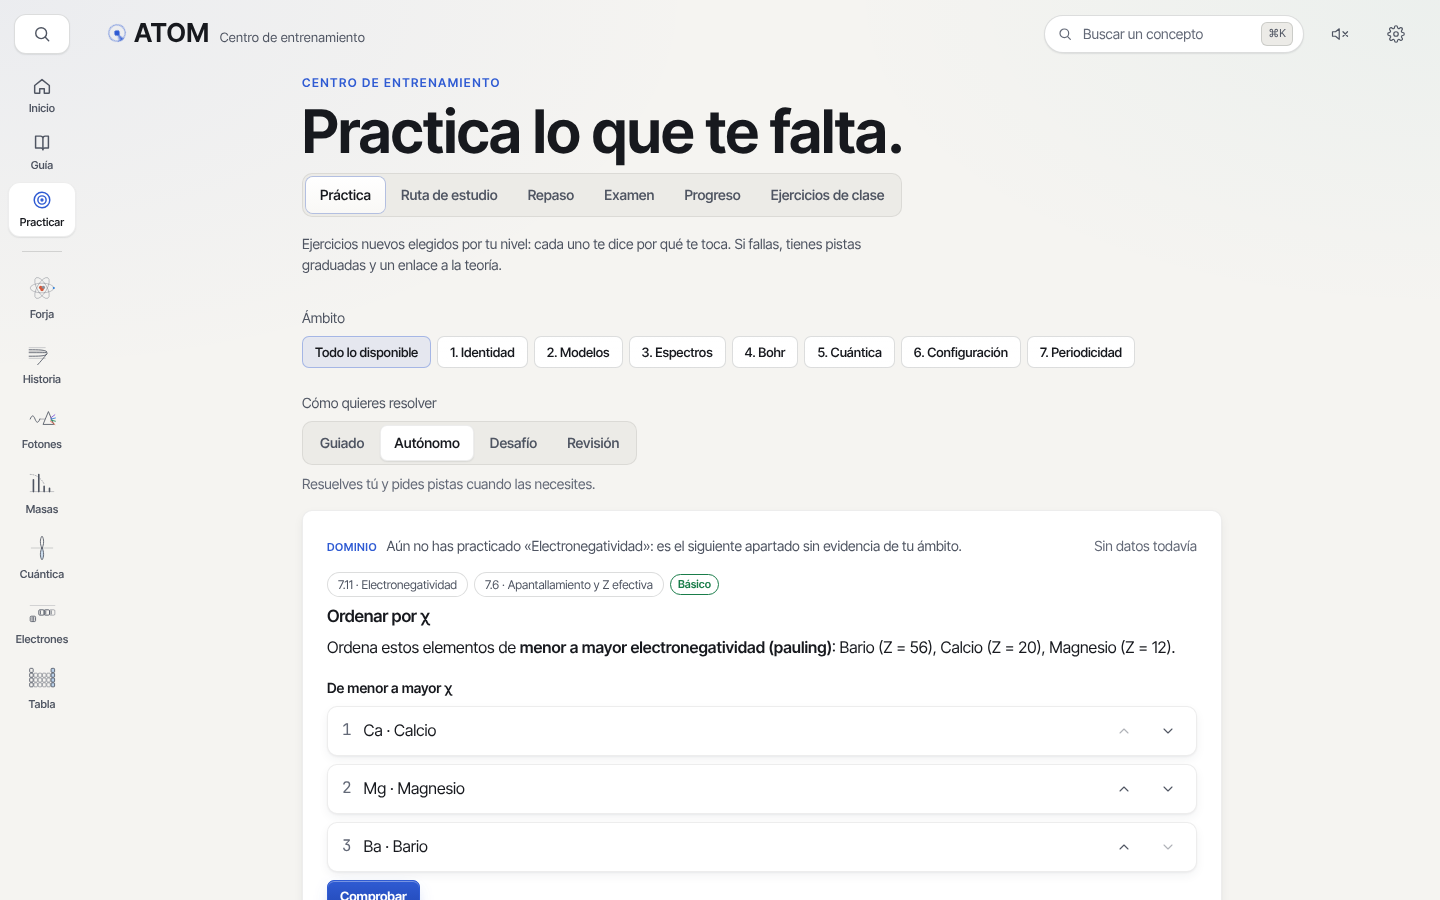 ATOM Centro de entrenamiento
Buscar un concepto ⌘K
Inicio
Guía
Practicar
Forja
Historia
Fotones
Masas
Cuántica
Electrones
Tabla
CENTRO DE ENTRENAMIENTO
Practica lo que te falta.
Práctica Ruta de estudio Repaso Examen Progreso Ejercicios de clase
Ejercicios nuevos elegidos por tu nivel: cada uno te dice por qué te toca. Si fallas, tienes pistas
graduadas y un enlace a la teoría.
Ámbito
Todo lo disponible 1. Identidad 2. Modelos 3. Espectros 4. Bohr 5. Cuántica 6. Configuración 7. Periodicidad
Cómo quieres resolver
Guiado Autónomo Desafío Revisión
Resuelves tú y pides pistas cuando las necesites.
DOMINIO Aún no has practicado «Electronegatividad»: es el siguiente apartado sin evidencia de tu ámbito. Sin datos todavía
7.11 · Electronegatividad 7.6 · Apantallamiento y Z efectiva Básico
Ordenar por χ
Ordena estos elementos de menor a mayor electronegatividad (pauling): Bario (Z = 56), Calcio (Z = 20), Magnesio (Z = 12).
De menor a mayor χ
1 Ca · Calcio
2 Mg · Magnesio
3 Ba · Bario
Comprobar